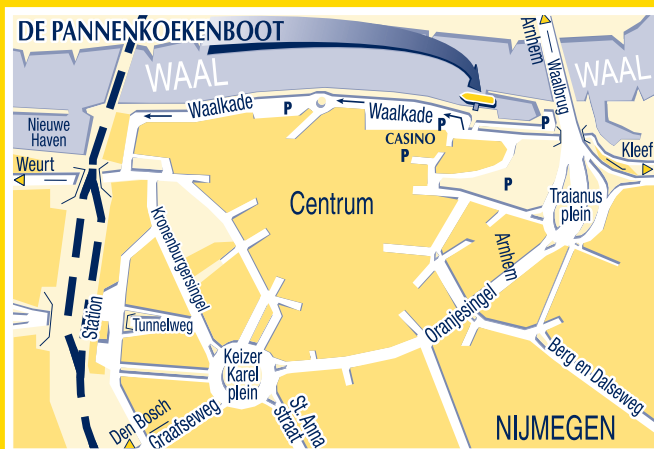 DE PANNENKOEKENBOOT
WAAL
Arnhem
Waalbrug
WAAL
Nieuwe
Haven
Waalkade
P
Waalkade
P
P
CASINO
P
Kleef
Weurt
P
Centrum
Traianus
plein
Kronenburgersingel
Arnhem
Station
Tunnelweg
Oranjesingel
Keizer
Karel
plein
Berg en Dalseweg
Den Bosch
Graafseweg
St. Anna
straat
NIJMEGEN